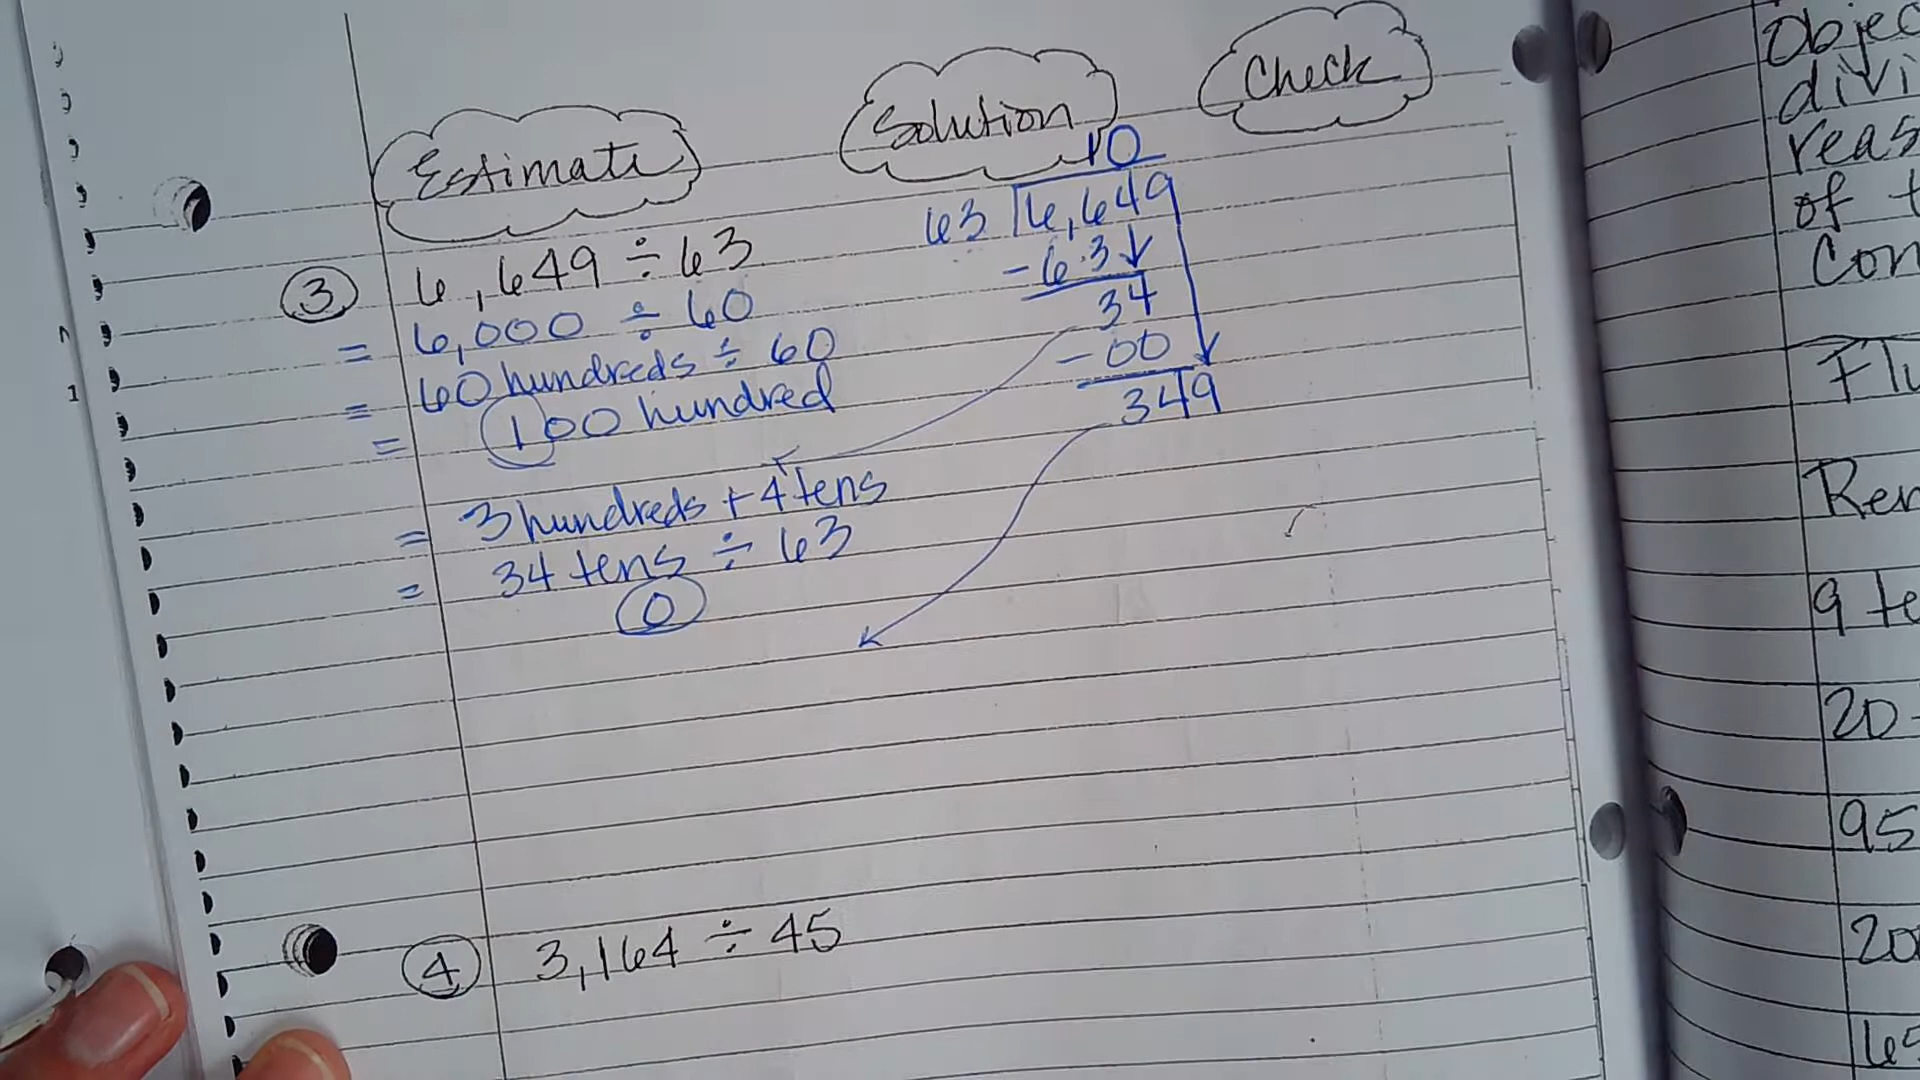 Estimate
Solution
Check
③ 6,649 ÷ 63
= 6,000 ÷ 60
= 60 hundreds ÷ 60
= 100 hundred
= 3 hundreds + 4 tens
= 34 tens ÷ 63
0
10
63 6,649
- 6.3
34
- 00
349
④ 3,164 ÷ 45
Objec
divi
reas
of t
Con
Flu
Rem
9 te
20 -
95
20